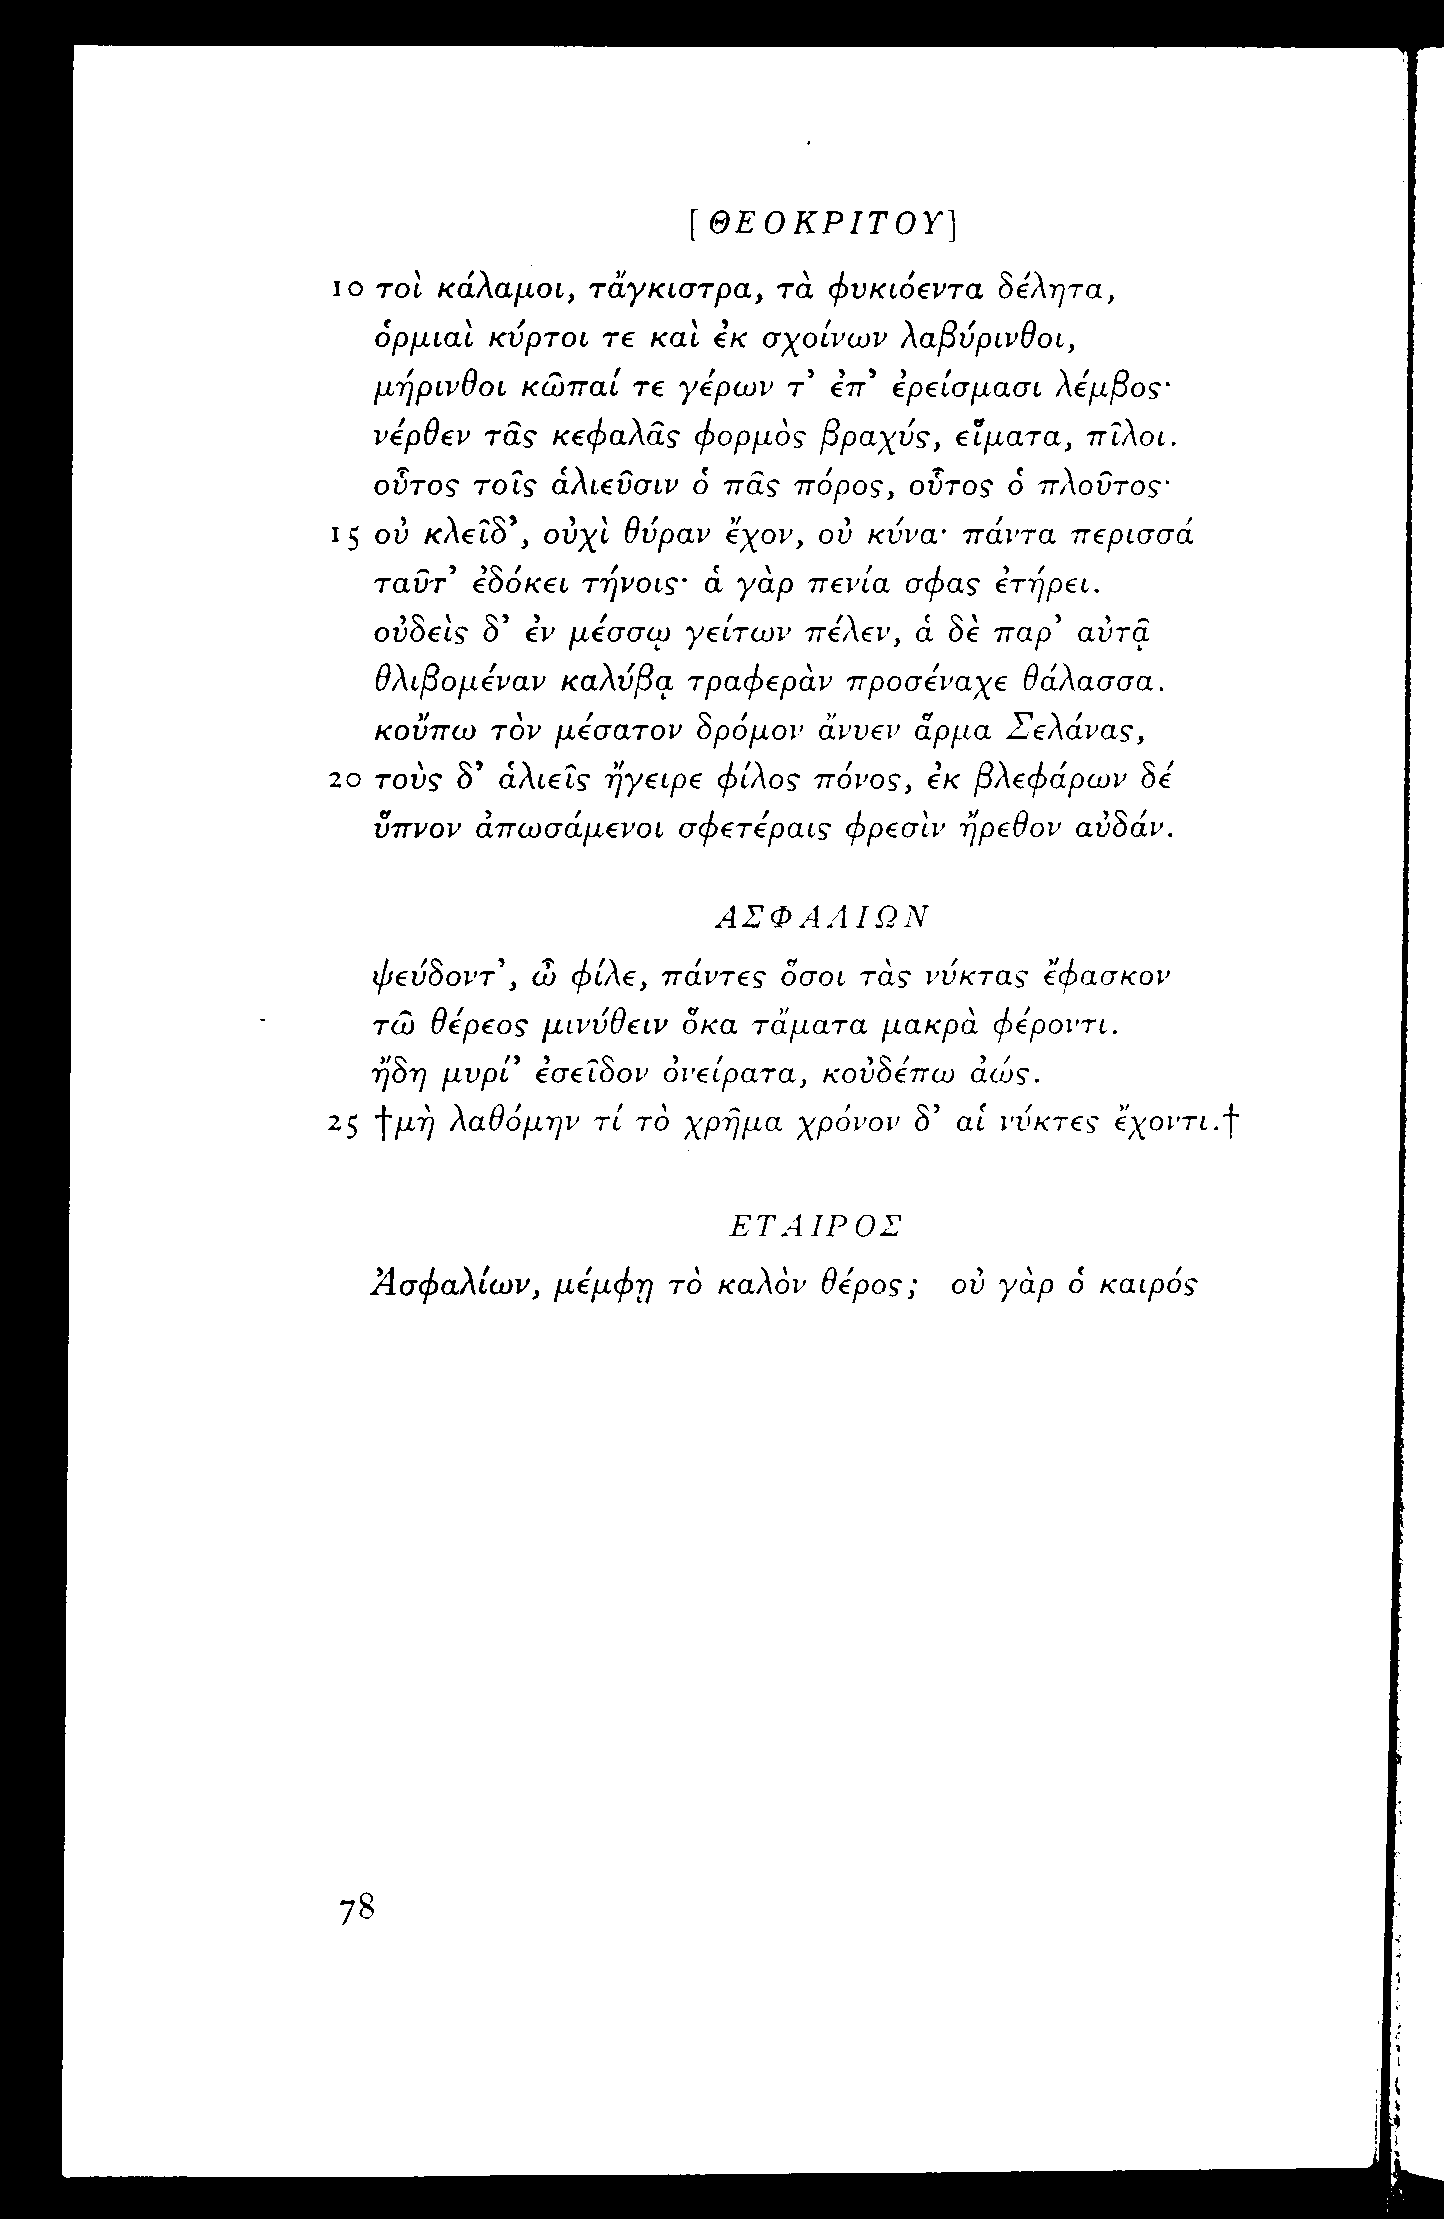 [ΘΕΟΚΡΙΤΟΥ]
10 τοὶ κάλαμοι, τἄγκιστρα, τὰ φυκιόεντα δέλητα,
ὁρμιαὶ κύρτοι τε καὶ ἐκ σχοίνων λαβύρινθοι,
μήρινθοι κῶπαί τε γέρων τ’ ἐπ’ ἐρείσμασι λέμβος·
νέρθεν τᾶς κεφαλᾶς φορμὸς βραχύς, εἵματα, πῖλοι.
οὗτος τοῖς ἁλιεῦσιν ὁ πᾶς πόρος, οὗτος ὁ πλοῦτος·
15 οὐ κλεῖδ’, οὐχὶ θύραν ἔχον, οὐ κύνα· πάντα περισσά
ταῦτ’ ἐδόκει τήνοις· ἁ γὰρ πενία σφας ἐτήρει.
οὐδεὶς δ’ ἐν μέσσῳ γείτων πέλεν, ἁ δὲ παρ’ αὐτᾷ
θλιβομέναν καλύβᾳ τραφερὰν προσέναχε θάλασσα.
κοὔπω τὸν μέσατον δρόμον ἄνυεν ἅρμα Σελάνας,
20 τοὺς δ’ ἁλιεῖς ἤγειρε φίλος πόνος, ἐκ βλεφάρων δέ
ὕπνον ἀπωσάμενοι σφετέραις φρεσὶν ἤρεθον αὐδάν.
ΑΣΦΑΛΙΩΝ
ψεύδοντ’, ὦ φίλε, πάντες ὅσοι τὰς νύκτας ἔφασκον
τῶ θέρεος μινύθειν ὅκα τἄματα μακρὰ φέροντι.
ἤδη μυρί’ ἐσεῖδον ὀνείρατα, κοὐδέπω ἀώς.
25 †μὴ λαθόμην τί τὸ χρῆμα χρόνον δ’ αἱ νύκτες ἔχοντι.†
ΕΤΑΙΡΟΣ
Ἀσφαλίων, μέμφῃ τὸ καλὸν θέρος; οὐ γὰρ ὁ καιρός
78